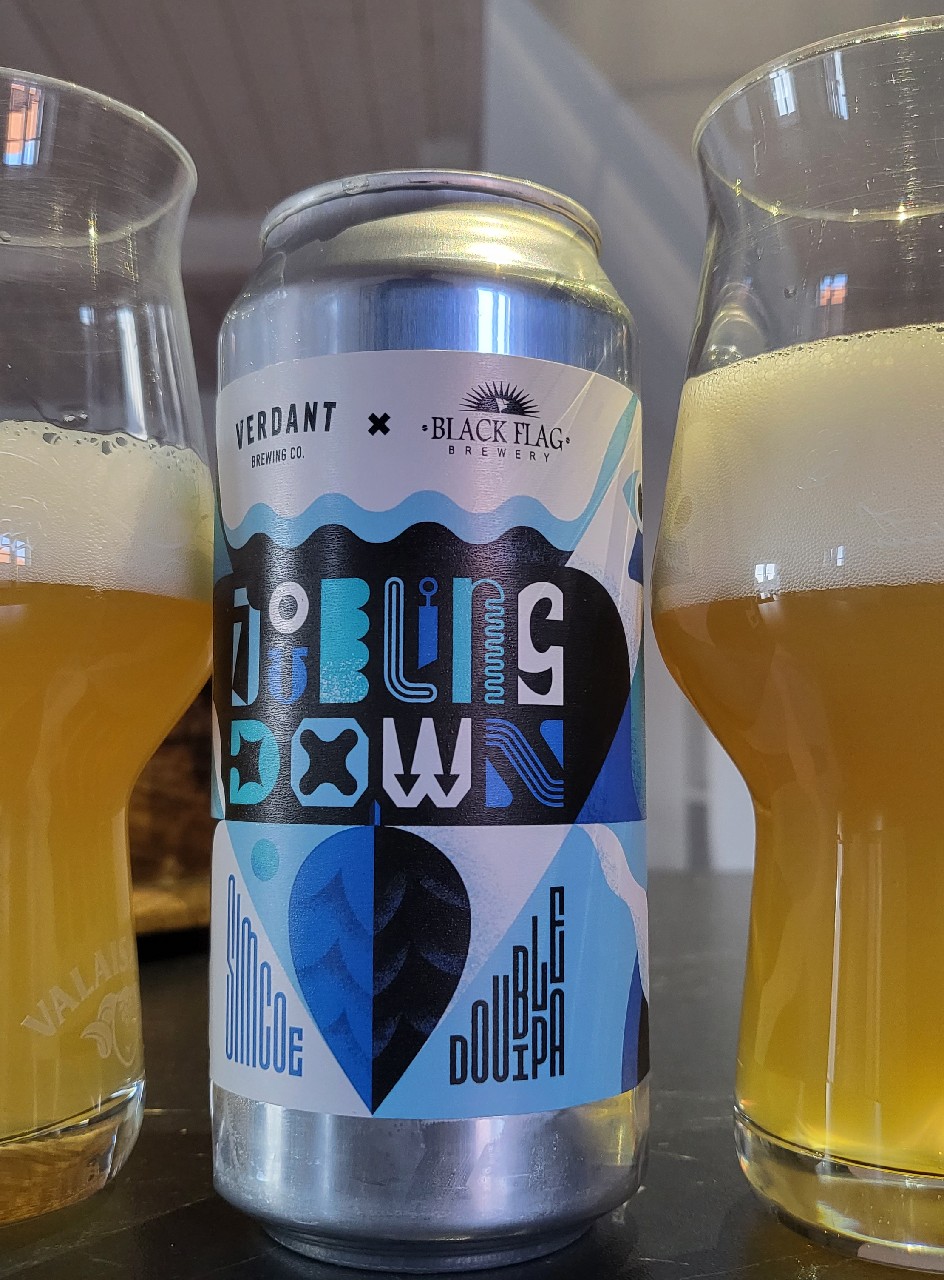 VERDANT
BREWING CO.
×
BLACK FLAG
BREWERY
DOUBLING
DOWN
SIMCOE
DOUBLE
IPA
VALAIS